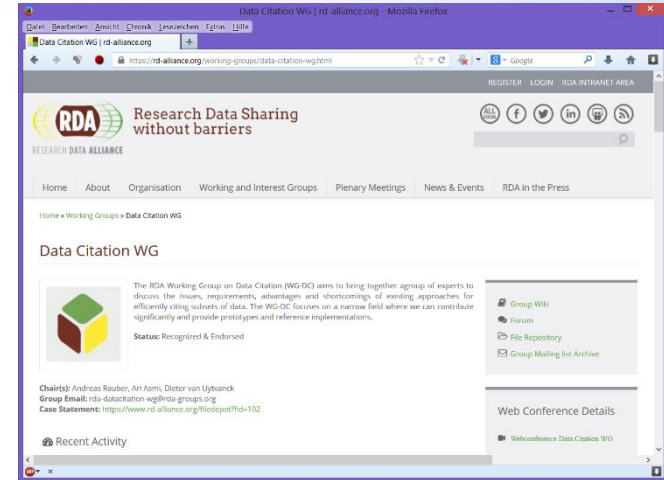 Data Citation WG | rd-alliance.org - Mozilla Firefox
Datei Bearbeiten Ansicht Chronik Lesezeichen Extras Hilfe
Data Citation WG | rd-alliance.org
https://rd-alliance.org/working-groups/data-citation-wg.html
Google
REGISTER LOGIN RDA INTRANET AREA
RDA
RESEARCH DATA ALLIANCE
Research Data Sharing
without barriers
ALL
in
Home About Organisation Working and Interest Groups Plenary Meetings News & Events RDA in the Press
Home » Working Groups » Data Citation WG
Data Citation WG
The RDA Working Group on Data Citation (WG-DC) aims to bring together agroup of experts to
discuss the issues, requirements, advantages and shortcomings of existing approaches for
efficiently citing subsets of data. The WG-DC focuses on a narrow field where we can contribute
significantly and provide prototypes and reference implementations.
Status: Recognized & Endorsed
Chair(s): Andreas Rauber, Ari Asmi, Dieter van Uytvanck
Group Email: rda-datacitation-wg@rda-groups.org
Case Statement: https://www.rd-alliance.org/filedepot?fid=102
Recent Activity
Group Wiki
Forum
File Repository
Group Mailing list Archive
Web Conference Details
Webconference Data Citation WG